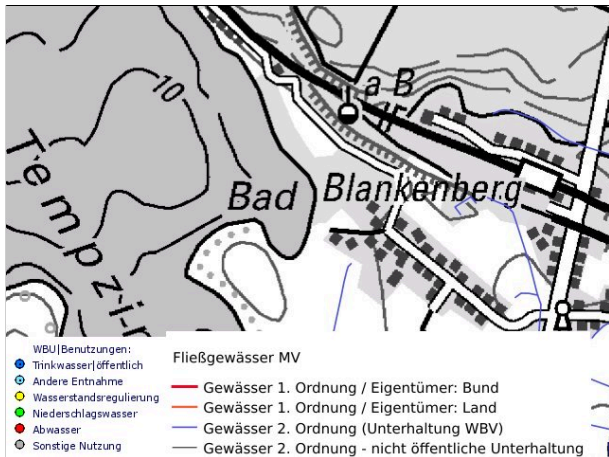 a B
10
Tempzin
Bad
Blankenberg
WBU|Benutzungen:
Trinkwasser|öffentlich
Andere Entnahme
Wasserstandsregulierung
Niederschlagswasser
Abwasser
Sonstige Nutzung
Fließgewässer MV
Gewässer 1. Ordnung / Eigentümer: Bund
Gewässer 1. Ordnung / Eigentümer: Land
Gewässer 2. Ordnung (Unterhaltung WBV)
Gewässer 2. Ordnung - nicht öffentliche Unterhaltung